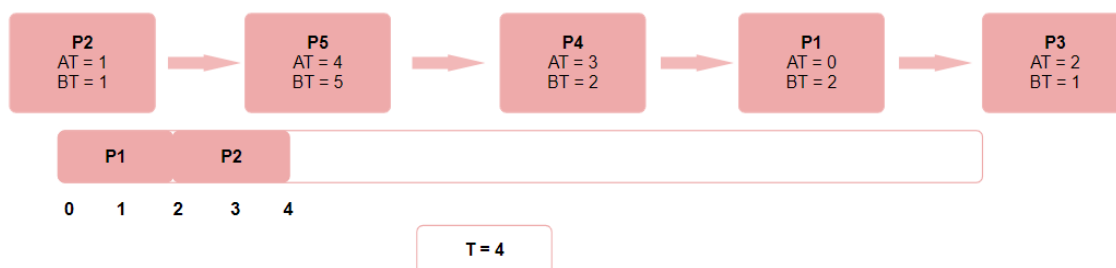 P2
AT = 1
BT = 1
P5
AT = 4
BT = 5
P4
AT = 3
BT = 2
P1
AT = 0
BT = 2
P3
AT = 2
BT = 1
P1 P2
0 1 2 3 4
T = 4